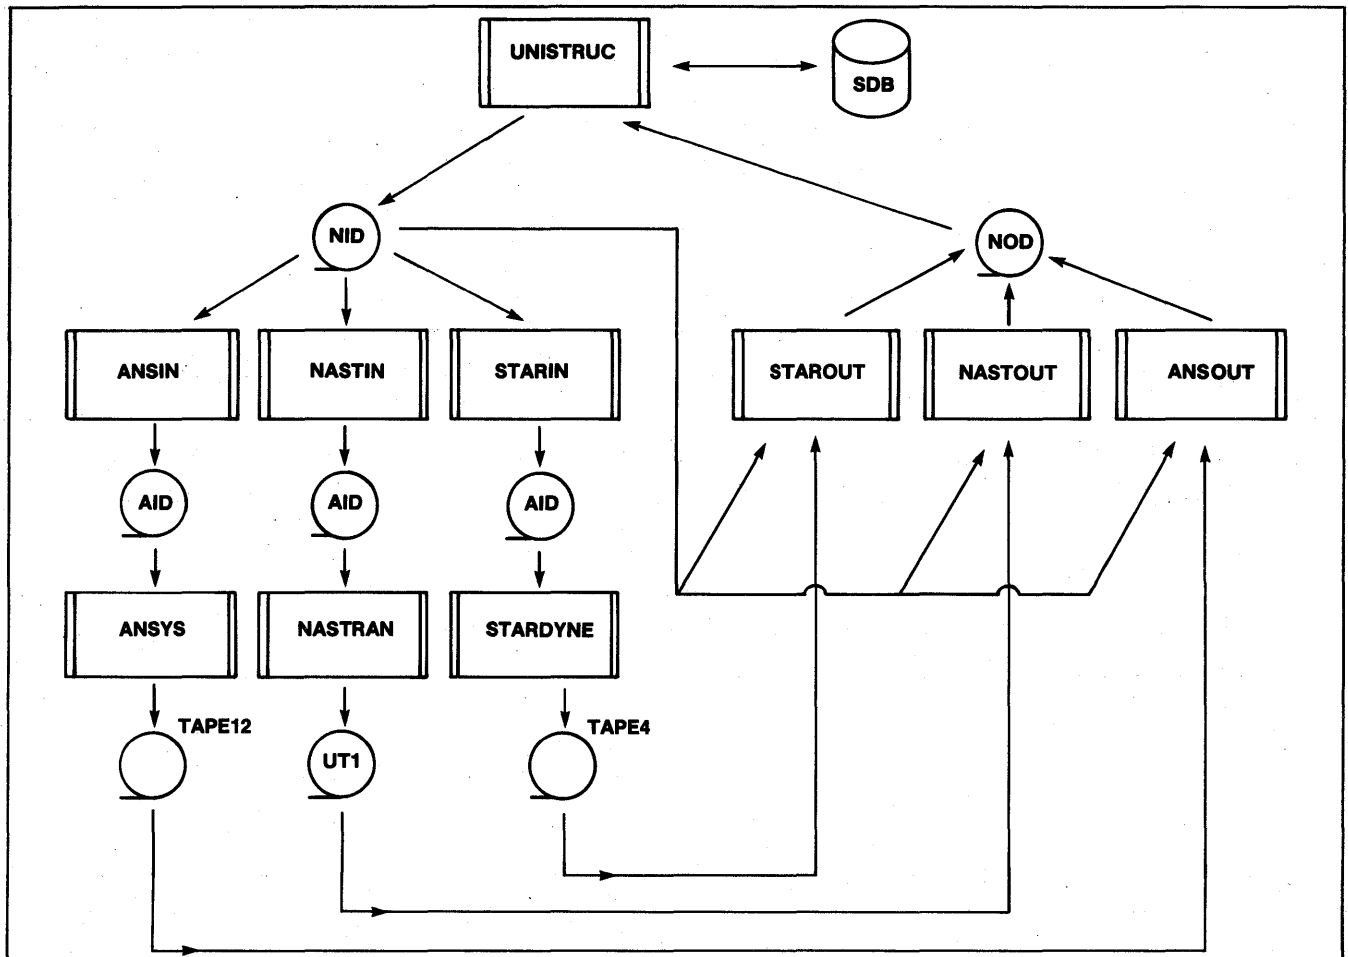 UNISTRUC
SDB
NID
NOD
ANSIN
NASTIN
STARIN
STAROUT
NASTOUT
ANSOUT
AID
AID
AID
ANSYS
NASTRAN
STARDYNE
TAPE12
TAPE4
UT1